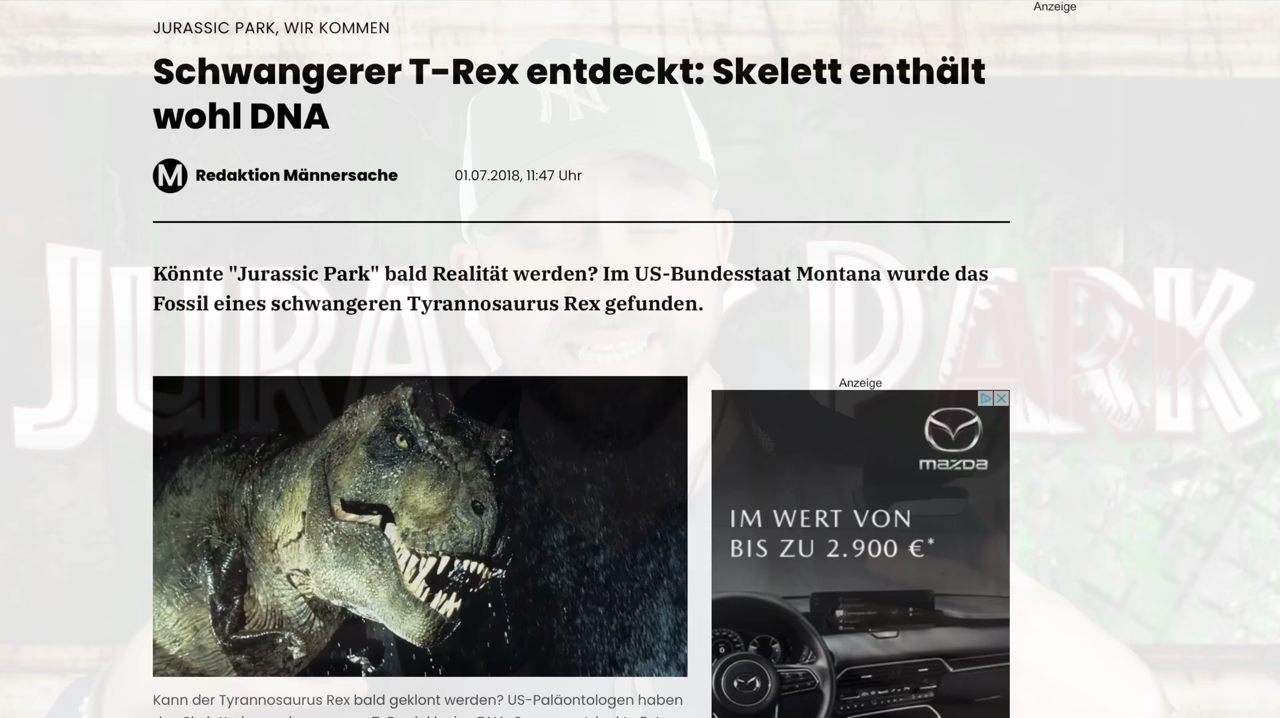 Anzeige
JURASSIC PARK, WIR KOMMEN
Schwangerer T-Rex entdeckt: Skelett enthält
wohl DNA
M
Redaktion Männersache
01.07.2018, 11:47 Uhr
Könnte "Jurassic Park" bald Realität werden? Im US-Bundesstaat Montana wurde das
Fossil eines schwangeren Tyrannosaurus Rex gefunden.
JURA PARK
Anzeige
mazda
IM WERT VON
BIS ZU 2.900 €*
Kann der Tyrannosaurus Rex bald geklont werden? US-Paläontologen haben